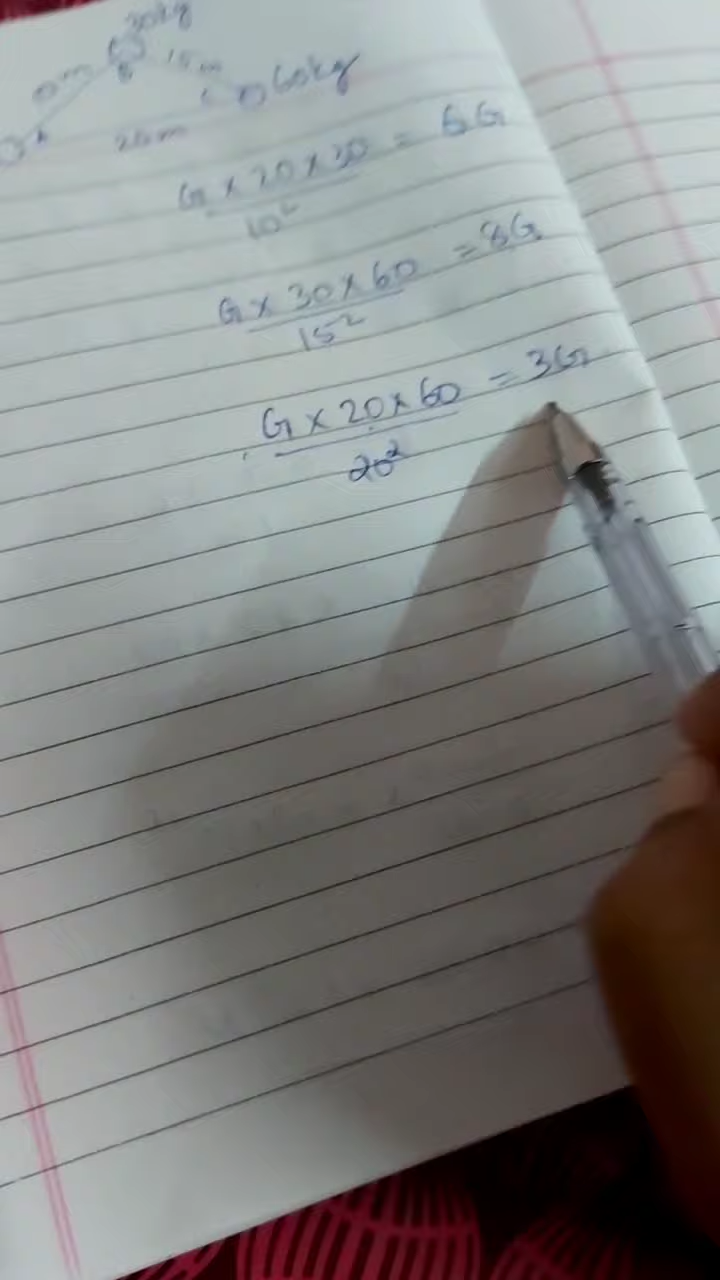 30kg
B
15m
60kg
A
20m
G × 20 × 30 = 6G
10²
G × 30 × 60 = 8G
15²
G × 20 × 60 = 3G
20²